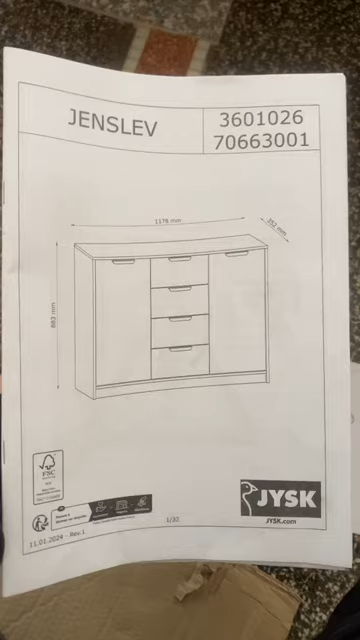 JENSLEV
3601026
70663001
1176 mm
352 mm
883 mm
FSC
JYSK
JYSK.com
1/32
11.01.2024 - Rev.1